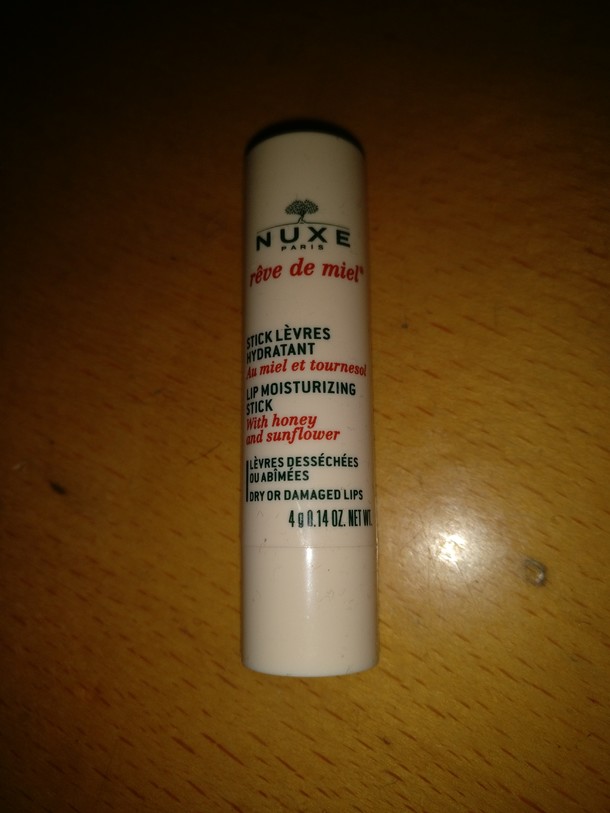 NUXE
PARIS
rêve de miel®
STICK LÈVRES
HYDRATANT
Au miel et tournesol
LIP MOISTURIZING
STICK
With honey
and sunflower
LÈVRES DESSÉCHÉES
OU ABÎMÉES
DRY OR DAMAGED LIPS
4 g 0.14 OZ. NET WT.